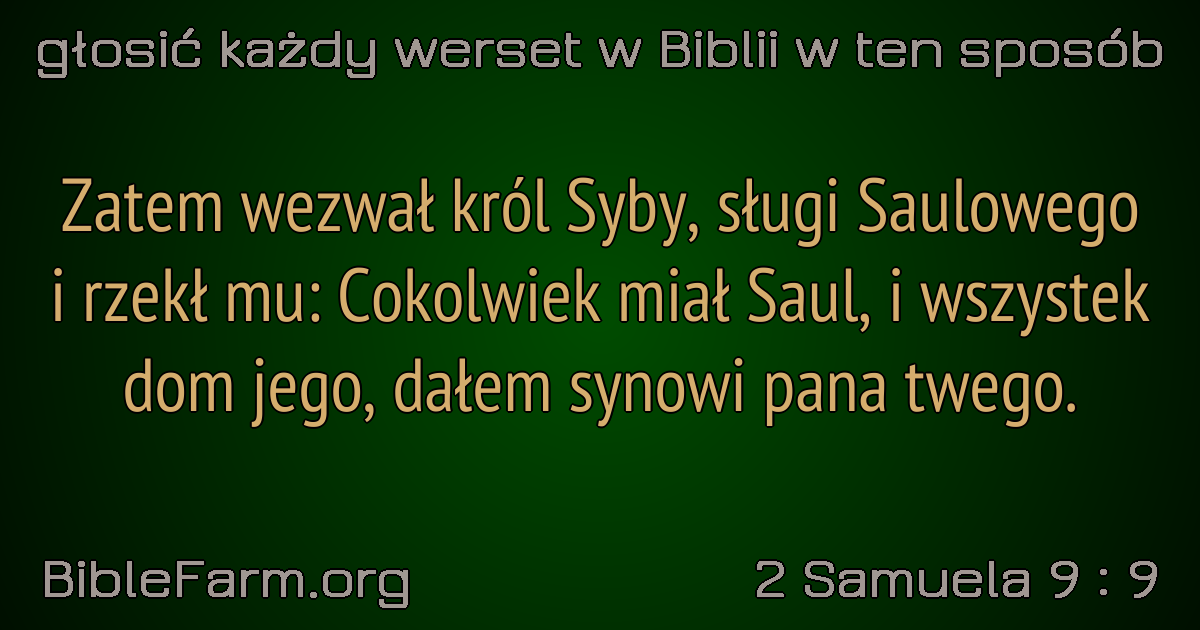 głosić każdy werset w Biblii w ten sposób
Zatem wezwał król Syby, sługi Saulowego
i rzekł mu: Cokolwiek miał Saul, i wszystek
dom jego, dałem synowi pana twego.
BibleFarm.org
2 Samuela 9 : 9